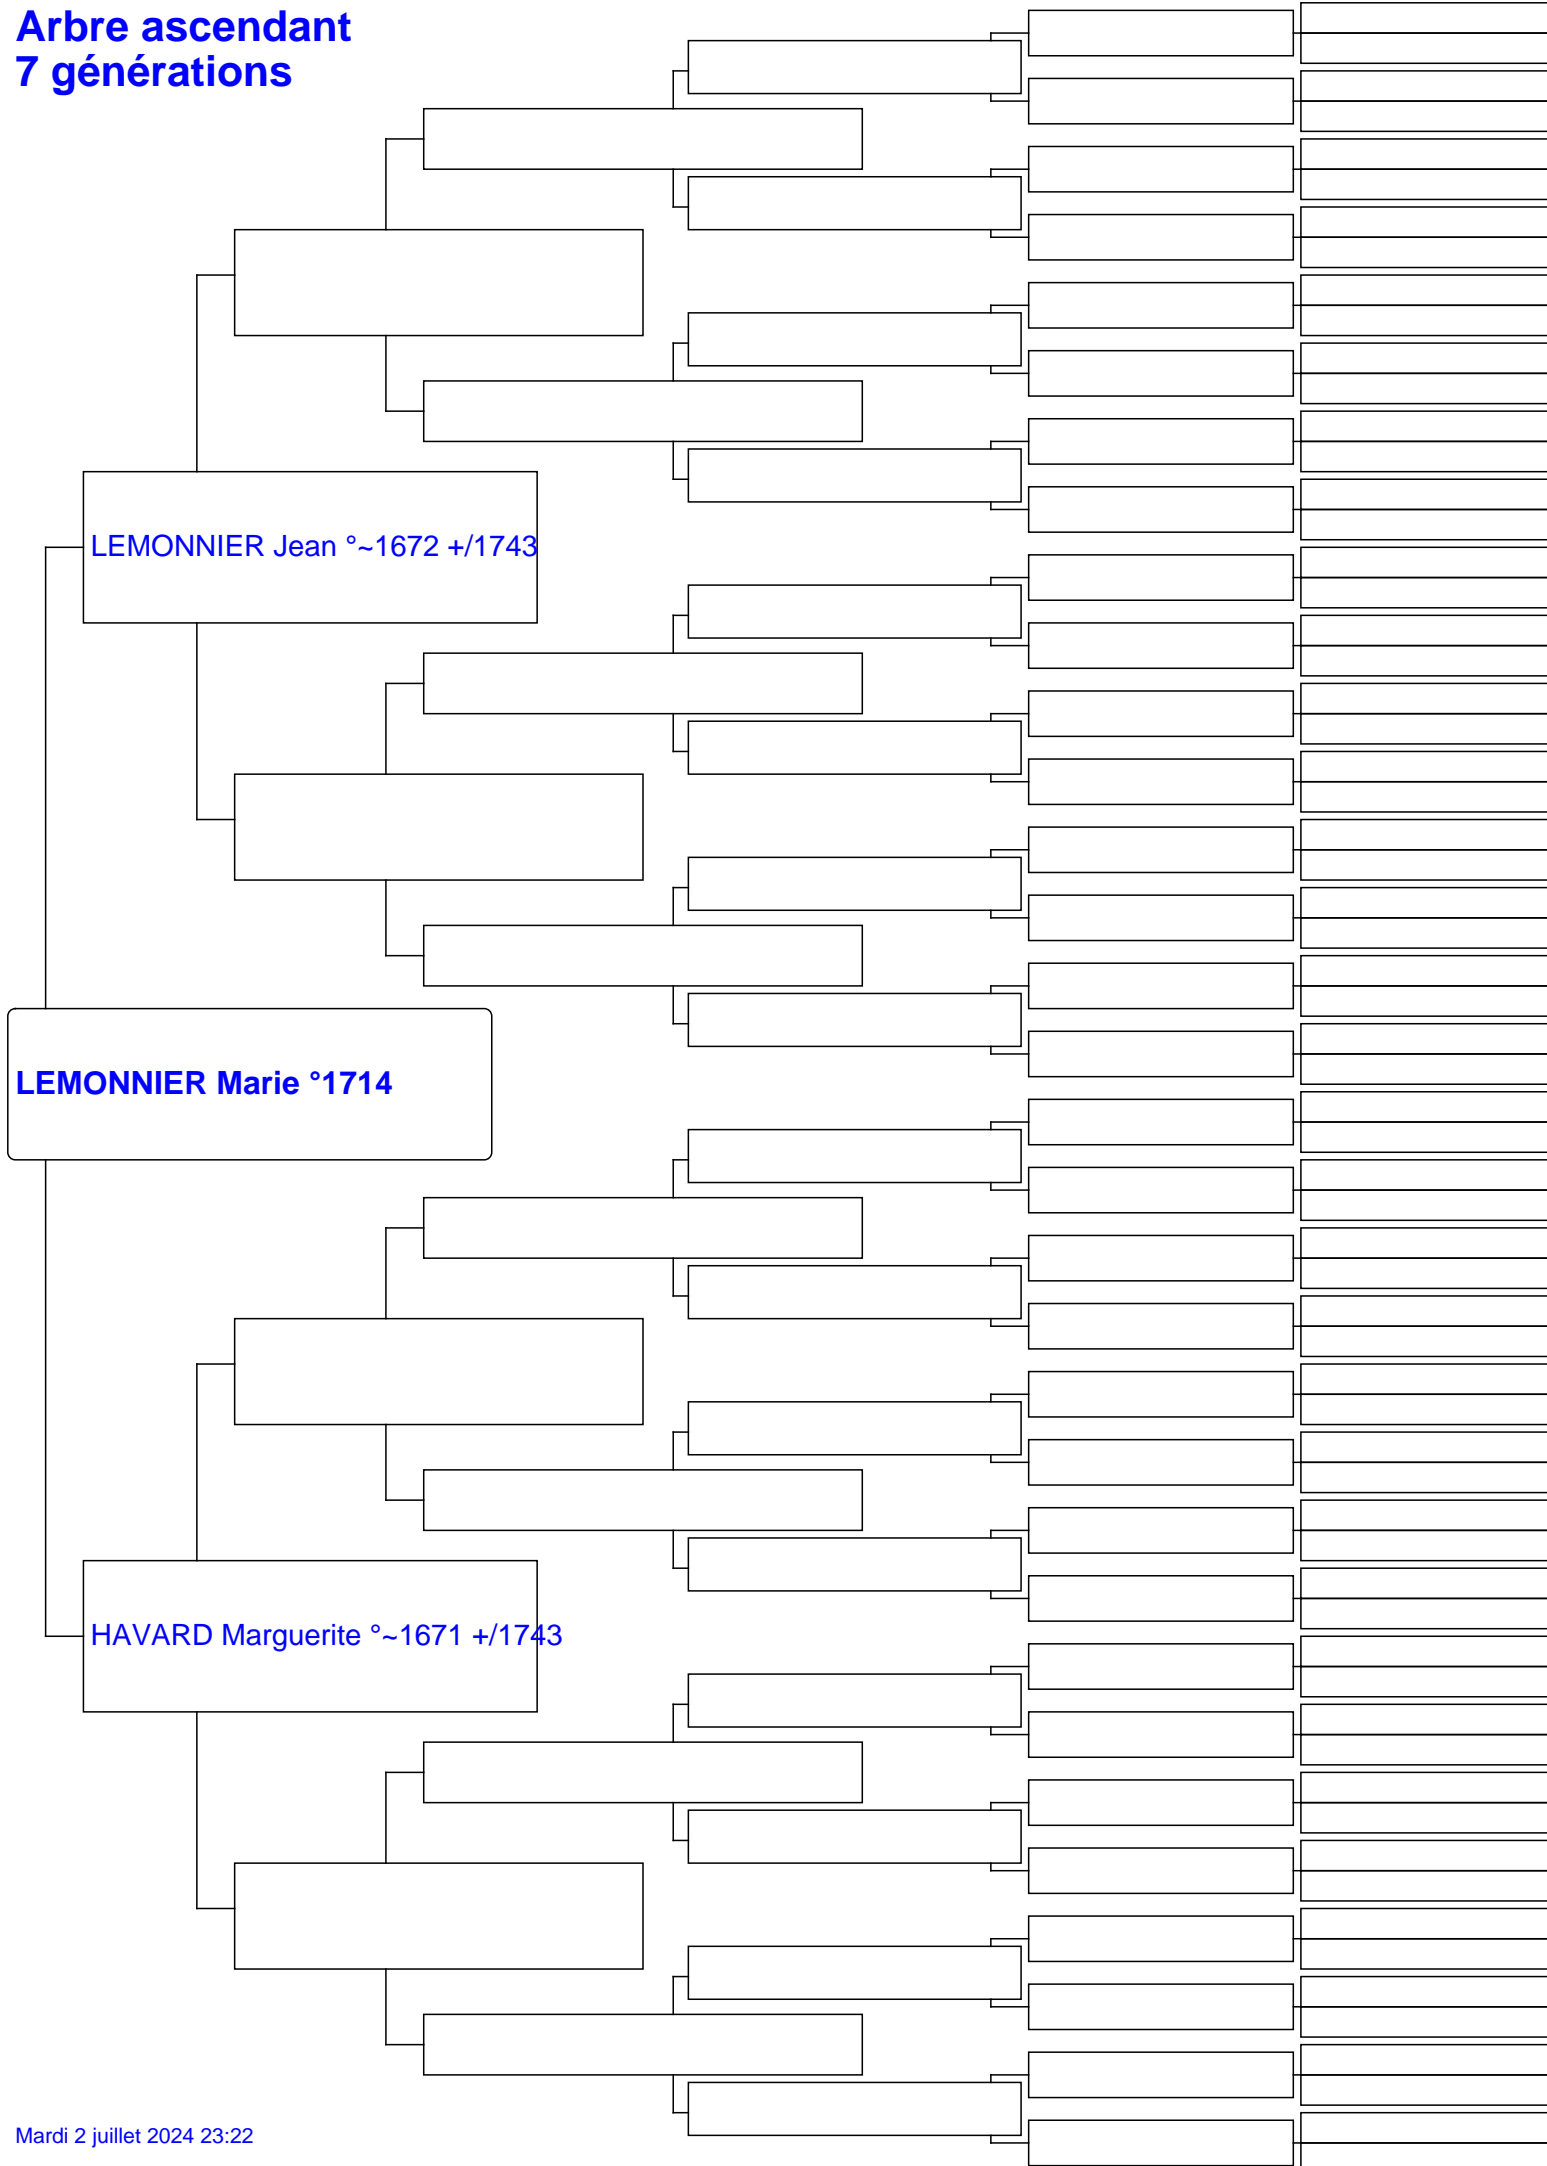 Arbre ascendant
7 générations
LEMONNIER Jean °~1672 +/1743
LEMONNIER Marie °1714
HAVARD Marguerite °~1671 +/1743
Mardi 2 juillet 2024 23:22